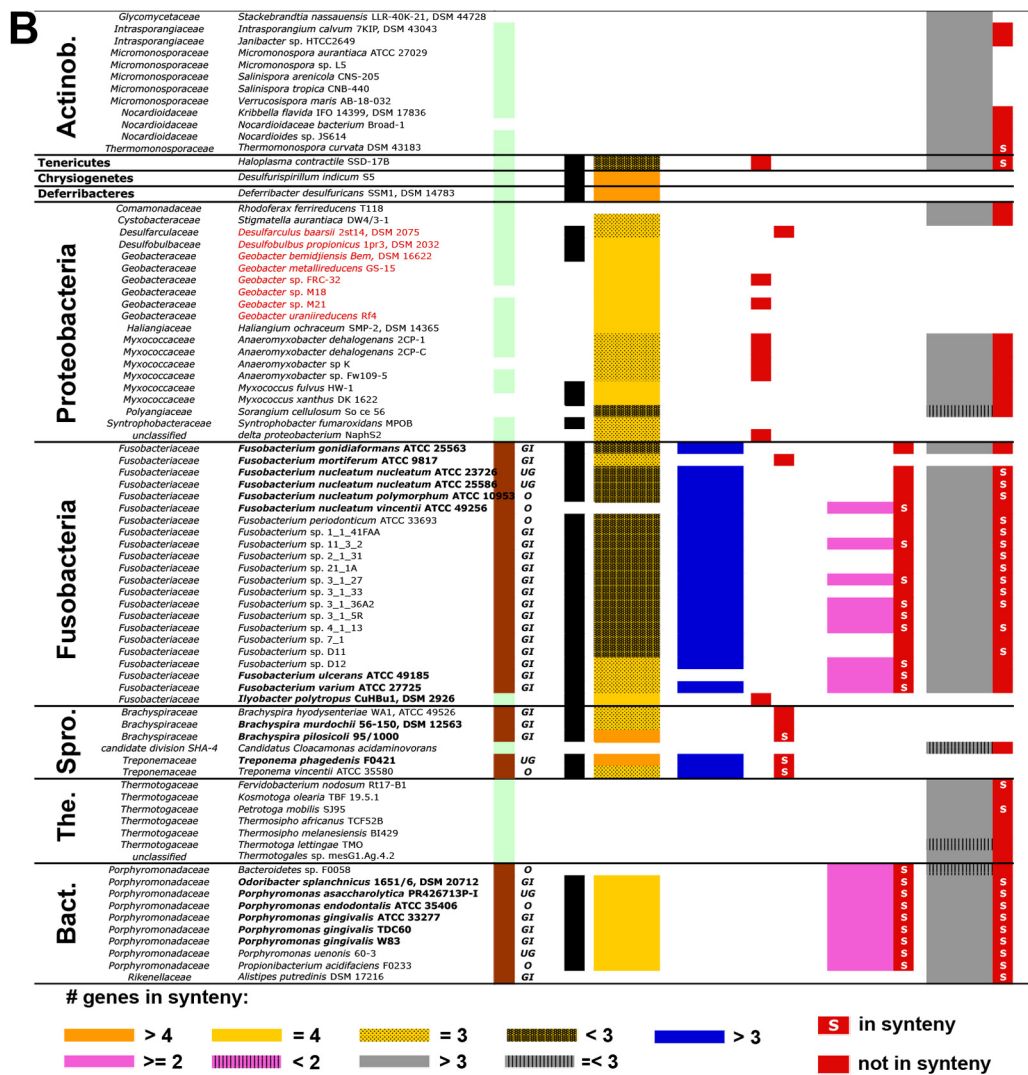 B
Actinob.
Glycomycetaceae Stackebrandtia nassauensis LLR-40K-21, DSM 44728
Intrasporangiaceae Intrasporangium calvum 7KIP, DSM 43043
Intrasporangiaceae Janibacter sp. HTCC2649
Micromonosporaceae Micromonospora aurantiaca ATCC 27029
Micromonosporaceae Micromonospora sp. L5
Micromonosporaceae Salinispora arenicola CNS-205
Micromonosporaceae Salinispora tropica CNB-440
Micromonosporaceae Verrucosispora maris AB-18-032
Nocardioidaceae Kribbella flavida IFO 14399, DSM 17836
Nocardioidaceae Nocardioidaceae bacterium Broad-1
Nocardioidaceae Nocardioides sp. JS614
Thermomonosporaceae Thermomonospora curvata DSM 43183 S
Tenericutes Haloplasma contractile SSD-17B S
Chrysiogenetes Desulfurispirillum indicum S5
Deferribacteres Deferribacter desulfuricans SSM1, DSM 14783
Proteobacteria
Comamonadaceae Rhodoferax ferrireducens T118
Cystobacteraceae Stigmatella aurantiaca DW4/3-1
Desulfarculaceae Desulfarculus baarsii 2st14, DSM 2075
Desulfobulbaceae Desulfobulbus propionicus 1pr3, DSM 2032
Geobacteraceae Geobacter bemidjiensis Bem, DSM 16622
Geobacteraceae Geobacter metallireducens GS-15
Geobacteraceae Geobacter sp. FRC-32
Geobacteraceae Geobacter sp. M18
Geobacteraceae Geobacter sp. M21
Geobacteraceae Geobacter uraniireducens Rf4
Haliangiaceae Haliangium ochraceum SMP-2, DSM 14365
Myxococcaceae Anaeromyxobacter dehalogenans 2CP-1
Myxococcaceae Anaeromyxobacter dehalogenans 2CP-C
Myxococcaceae Anaeromyxobacter sp K
Myxococcaceae Anaeromyxobacter sp. Fw109-5
Myxococcaceae Myxococcus fulvus HW-1
Myxococcaceae Myxococcus xanthus DK 1622
Polyangiaceae Sorangium cellulosum So ce 56
Syntrophobacteraceae Syntrophobacter fumaroxidans MPOB
unclassified delta proteobacterium NaphS2
Fusobacteria
Fusobacteriaceae Fusobacterium gonidiaformans ATCC 25563 GI
Fusobacteriaceae Fusobacterium mortiferum ATCC 9817 GI
Fusobacteriaceae Fusobacterium nucleatum nucleatum ATCC 23726 UG S
Fusobacteriaceae Fusobacterium nucleatum nucleatum ATCC 25586 UG S
Fusobacteriaceae Fusobacterium nucleatum polymorphum ATCC 10953 O S
Fusobacteriaceae Fusobacterium nucleatum vincentii ATCC 49256 O S
Fusobacteriaceae Fusobacterium periodonticum ATCC 33693 O S
Fusobacteriaceae Fusobacterium sp. 1_1_41FAA GI S
Fusobacteriaceae Fusobacterium sp. 11_3_2 GI S S
Fusobacteriaceae Fusobacterium sp. 2_1_31 GI S
Fusobacteriaceae Fusobacterium sp. 21_1A GI S
Fusobacteriaceae Fusobacterium sp. 3_1_27 GI S S
Fusobacteriaceae Fusobacterium sp. 3_1_33 GI S
Fusobacteriaceae Fusobacterium sp. 3_1_36A2 GI S S
Fusobacteriaceae Fusobacterium sp. 3_1_5R GI S
Fusobacteriaceae Fusobacterium sp. 4_1_13 GI S S
Fusobacteriaceae Fusobacterium sp. 7_1 GI
Fusobacteriaceae Fusobacterium sp. D11 GI S
Fusobacteriaceae Fusobacterium sp. D12 GI S
Fusobacteriaceae Fusobacterium ulcerans ATCC 49185 GI S
Fusobacteriaceae Fusobacterium varium ATCC 27725 GI S
Fusobacteriaceae Ilyobacter polytropus CuHBu1, DSM 2926
Spro.
Brachyspiraceae Brachyspira hyodysenteriae WA1, ATCC 49526 GI
Brachyspiraceae Brachyspira murdochii 56-150, DSM 12563 GI
Brachyspiraceae Brachyspira pilosicoli 95/1000 GI S
candidate division SHA-4 Candidatus Cloacamonos acidaminovorans
Treponemaceae Treponema phagedenis F0421 UG S
Treponemaceae Treponema vincentii ATCC 35580 O S
The.
Thermotogaceae Fervidobacterium nodosum Rt17-B1 S
Thermotogaceae Kosmotoga olearia TBF 19.5.1
Thermotogaceae Petrotoga mobilis SJ95 S
Thermotogaceae Thermosipho africanus TCF52B
Thermotogaceae Thermosipho melanesiensis BI429
Thermotogaceae Thermotoga lettingae TMO
unclassified Thermotogales sp. mesG1.Ag.4.2
Bact.
Porphyromonadaceae Bacteroidetes sp. F0058 O S
Porphyromonadaceae Odoribacter splanchnicus 1651/6, DSM 20712 GI S S
Porphyromonadaceae Porphyromonas asaccharolytica PR426713P-I UG S S
Porphyromonadaceae Porphyromonas endodontalis ATCC 35406 O S S
Porphyromonadaceae Porphyromonas gingivalis ATCC 33277 GI S S
Porphyromonadaceae Porphyromonas gingivalis TDC60 GI S S
Porphyromonadaceae Porphyromonas gingivalis W83 GI S S
Porphyromonadaceae Porphyromonas uenonis 60-3 UG S S
Porphyromonadaceae Propionibacterium acidifaciens F0233 O S S
Rikenellaceae Alistipes putredinis DSM 17216 GI S
# genes in synteny:
> 4 = 4 = 3 < 3 > 3 S in synteny
>= 2 < 2 > 3 =< 3 not in synteny